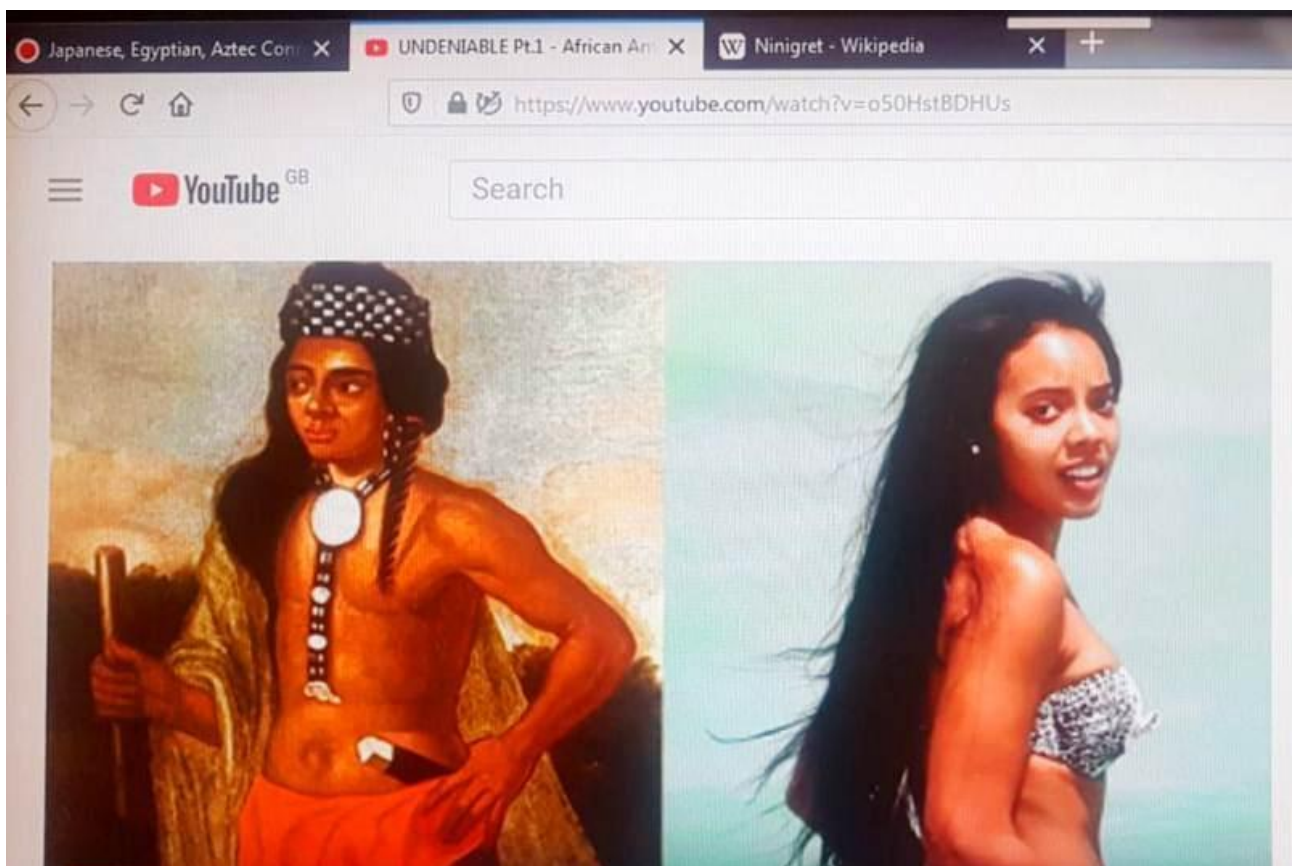 Japanese, Egyptian, Aztec Con
UNDENIABLE Pt.1 - African An
W Ninigret - Wikipedia
https://www.youtube.com/watch?v=o50HstBDHUs
YouTube GB
Search